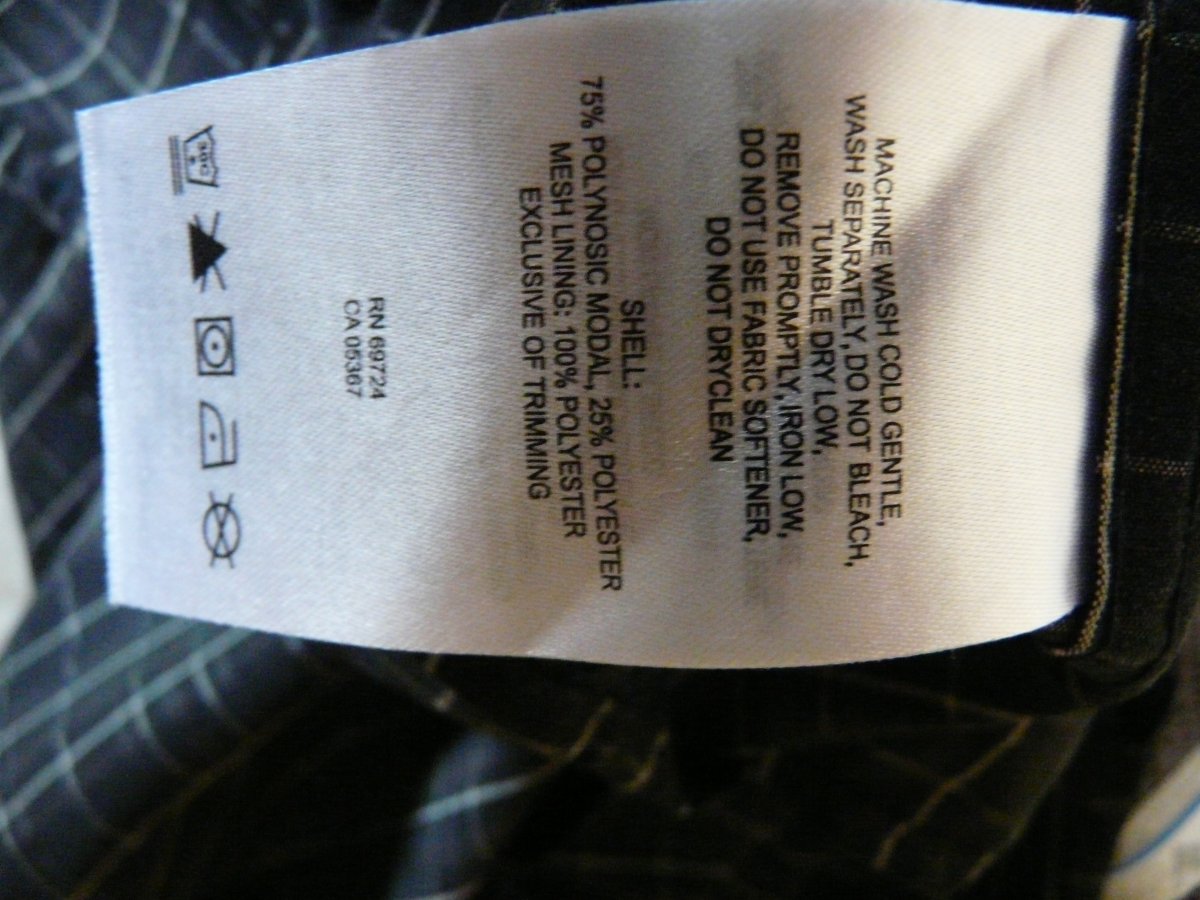 MACHINE WASH COLD GENTLE,
WASH SEPARATELY, DO NOT BLEACH,
TUMBLE DRY LOW,
REMOVE PROMPTLY, IRON LOW,
DO NOT USE FABRIC SOFTENER,
DO NOT DRYCLEAN
SHELL:
75% POLYNOSIC MODAL, 25% POLYESTER
MESH LINING: 100% POLYESTER
EXCLUSIVE OF TRIMMING
RN 69724
CA 05367
30C